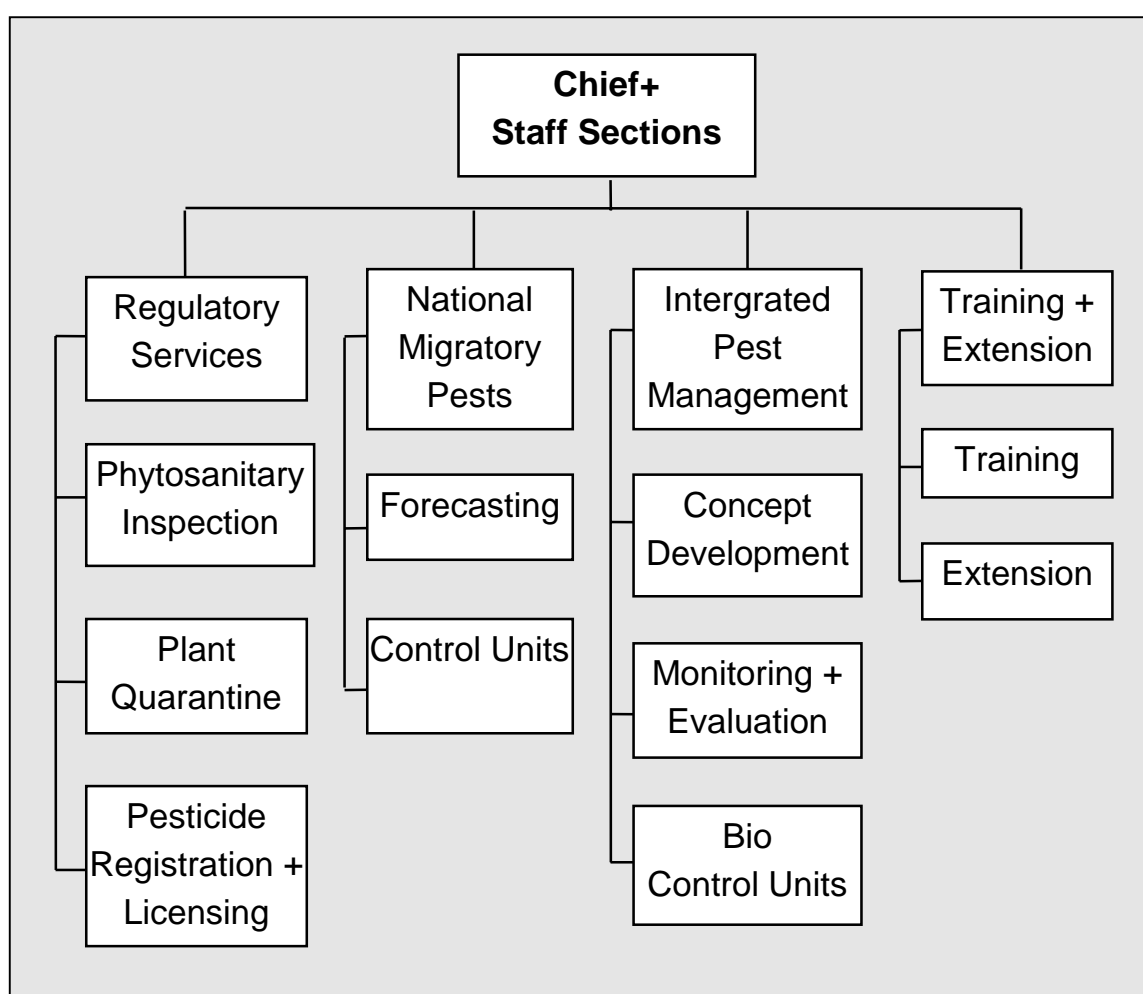 Chief+
Staff Sections
Regulatory
Services
Phytosanitary
Inspection
Plant
Quarantine
Pesticide
Registration +
Licensing
National
Migratory
Pests
Forecasting
Control Units
Intergrated
Pest
Management
Concept
Development
Monitoring +
Evaluation
Bio
Control Units
Training +
Extension
Training
Extension